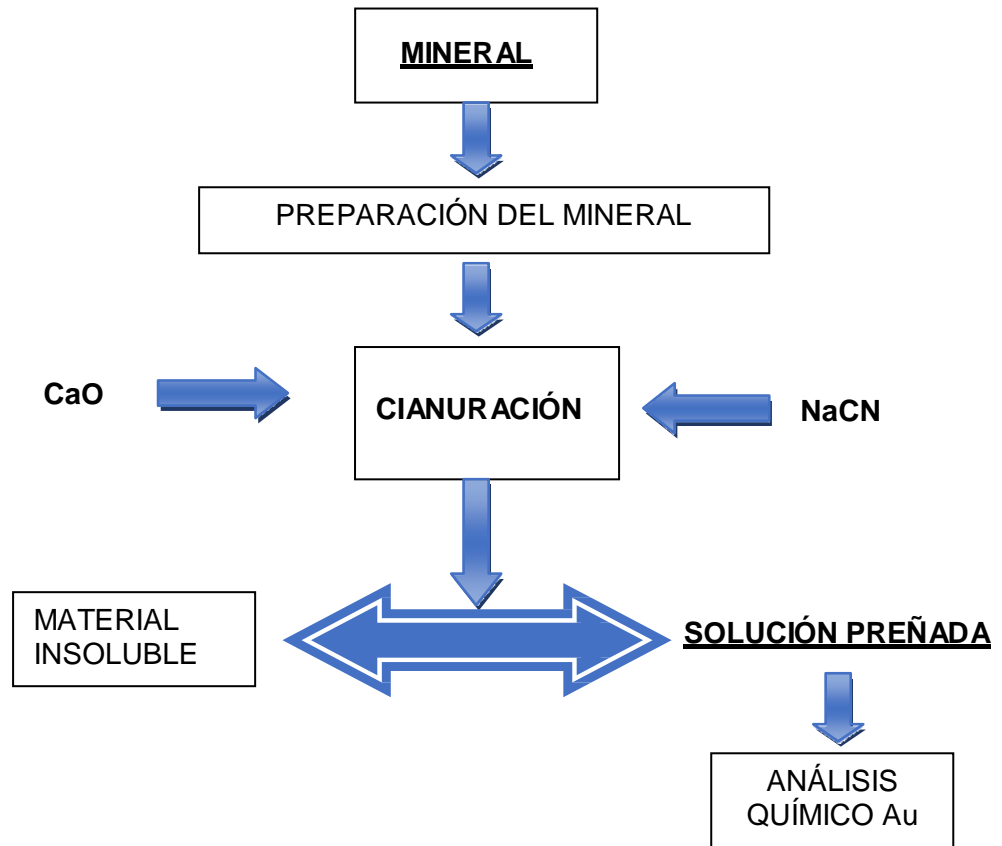 MINERAL
PREPARACIÓN DEL MINERAL
CaO
CIANURACIÓN
NaCN
MATERIAL
INSOLUBLE
SOLUCIÓN PREÑADA
ANÁLISIS
QUÍMICO Au